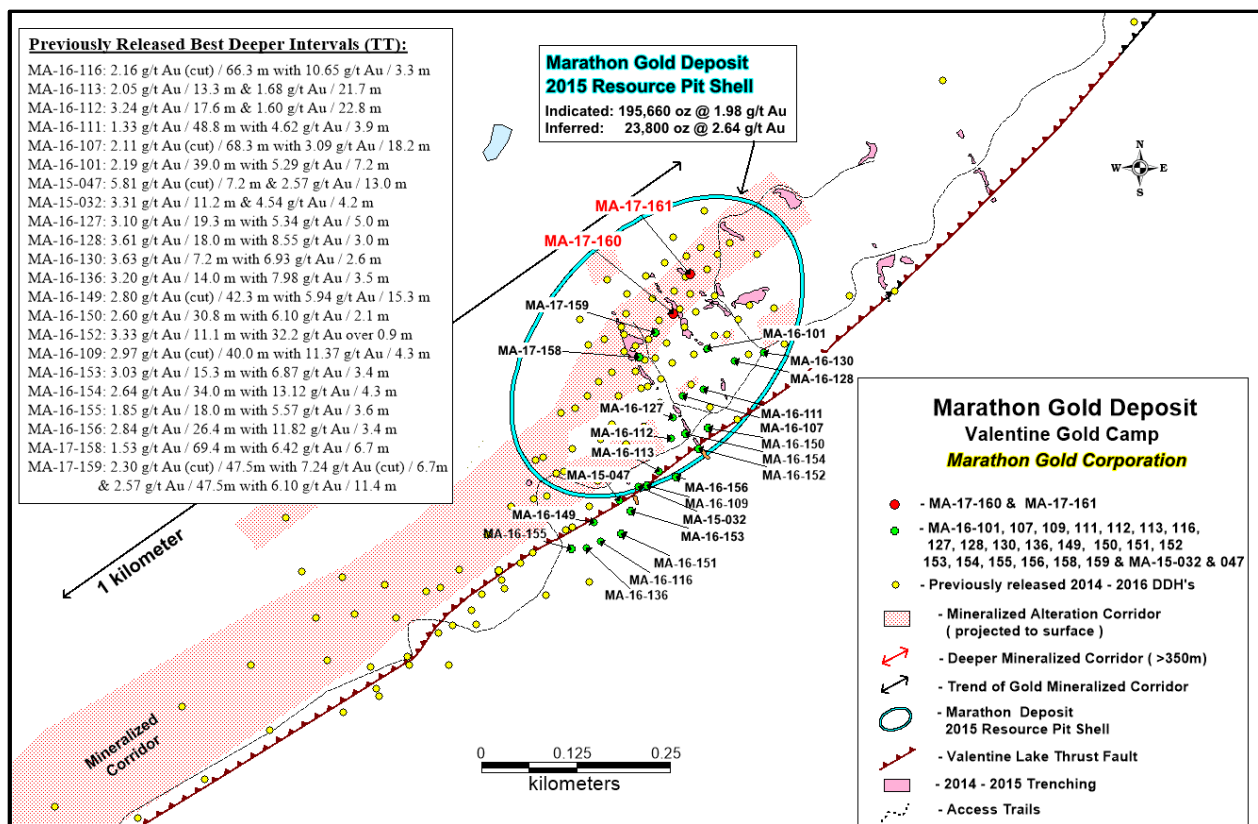 Previously Released Best Deeper Intervals (TT):
MA-16-116: 2.16 g/t Au (cut) / 66.3 m with 10.65 g/t Au / 3.3 m
MA-16-113: 2.05 g/t Au / 13.3 m & 1.68 g/t Au / 21.7 m
MA-16-112: 3.24 g/t Au / 17.6 m & 1.60 g/t Au / 22.8 m
MA-16-111: 1.33 g/t Au / 48.8 m with 4.62 g/t Au / 3.9 m
MA-16-107: 2.11 g/t Au (cut) / 68.3 m with 3.09 g/t Au / 18.2 m
MA-16-101: 2.19 g/t Au / 39.0 m with 5.29 g/t Au / 7.2 m
MA-15-047: 5.81 g/t Au (cut) / 7.2 m & 2.57 g/t Au / 13.0 m
MA-15-032: 3.31 g/t Au / 11.2 m & 4.54 g/t Au / 4.2 m
MA-16-127: 3.10 g/t Au / 19.3 m with 5.34 g/t Au / 5.0 m
MA-16-128: 3.61 g/t Au / 18.0 m with 8.55 g/t Au / 3.0 m
MA-16-130: 3.63 g/t Au / 7.2 m with 6.93 g/t Au / 2.6 m
MA-16-136: 3.20 g/t Au / 14.0 m with 7.98 g/t Au / 3.5 m
MA-16-149: 2.80 g/t Au (cut) / 42.3 m with 5.94 g/t Au / 15.3 m
MA-16-150: 2.60 g/t Au / 30.8 m with 6.10 g/t Au / 2.1 m
MA-16-152: 3.33 g/t Au / 11.1 m with 32.2 g/t Au over 0.9 m
MA-16-109: 2.97 g/t Au (cut) / 40.0 m with 11.37 g/t Au / 4.3 m
MA-16-153: 3.03 g/t Au / 15.3 m with 6.87 g/t Au / 3.4 m
MA-16-154: 2.64 g/t Au / 34.0 m with 13.12 g/t Au / 4.3 m
MA-16-155: 1.85 g/t Au / 18.0 m with 5.57 g/t Au / 3.6 m
MA-16-156: 2.84 g/t Au / 26.4 m with 11.82 g/t Au / 3.4 m
MA-17-158: 1.53 g/t Au / 69.4 m with 6.42 g/t Au / 6.7 m
MA-17-159: 2.30 g/t Au (cut) / 47.5m with 7.24 g/t Au (cut) / 6.7m
& 2.57 g/t Au / 47.5m with 6.10 g/t Au / 11.4 m
Marathon Gold Deposit
2015 Resource Pit Shell
Indicated: 195,660 oz @ 1.98 g/t Au
Inferred: 23,800 oz @ 2.64 g/t Au
N
W E
S
MA-17-161
MA-17-160
MA-17-159
MA-17-158
MA-16-101
MA-16-130
MA-16-128
MA-16-127
MA-16-111
MA-16-107
MA-16-112
MA-16-150
MA-16-113
MA-16-154
MA-16-152
MA-15-047
MA-16-156
MA-16-109
MA-16-149
MA-15-032
MA-16-155
MA-16-153
MA-16-151
MA-16-116
MA-16-136
1 kilometer
Mineralized
Corridor
0 0.125 0.25
kilometers
Marathon Gold Deposit
Valentine Gold Camp
Marathon Gold Corporation
- MA-17-160 & MA-17-161
- MA-16-101, 107, 109, 111, 112, 113, 116,
127, 128, 130, 136, 149, 150, 151, 152
153, 154, 155, 156, 158, 159 & MA-15-032 & 047
- Previously released 2014 - 2016 DDH's
- Mineralized Alteration Corridor
( projected to surface )
- Deeper Mineralized Corridor ( >350m)
- Trend of Gold Mineralized Corridor
- Marathon Deposit
2015 Resource Pit Shell
- Valentine Lake Thrust Fault
- 2014 - 2015 Trenching
- Access Trails